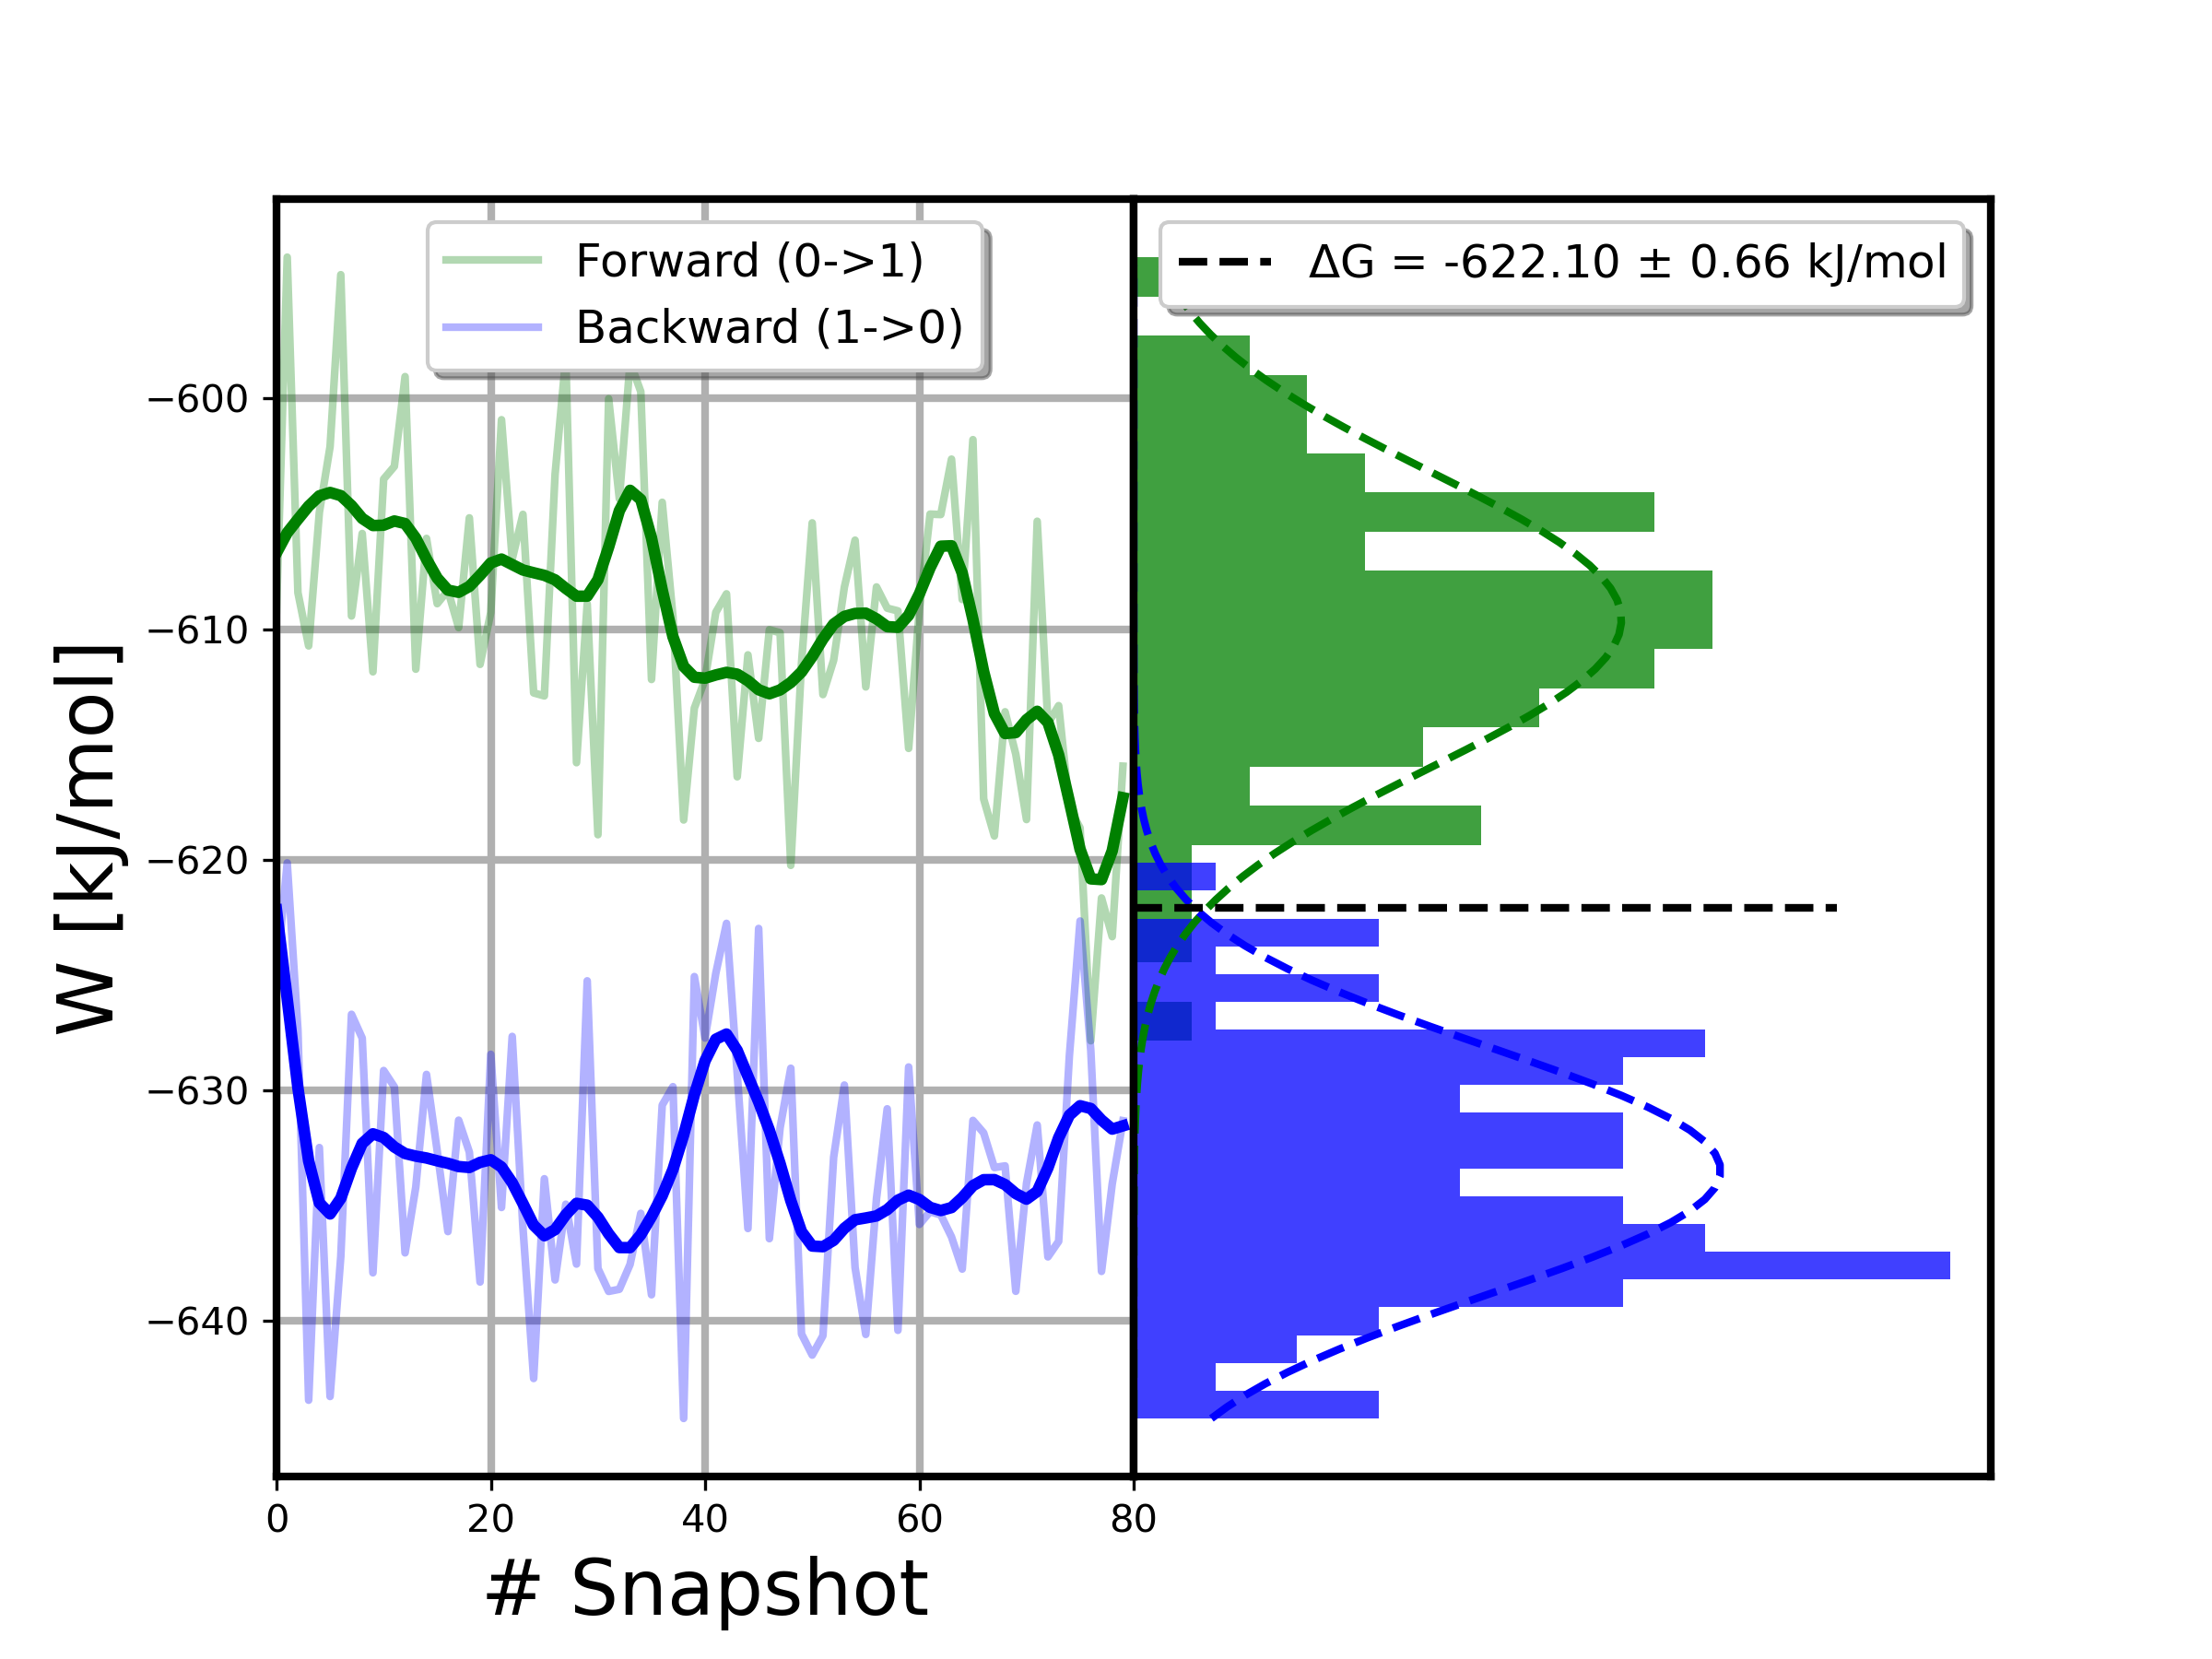 Forward (0->1)
Backward (1->0)
ΔG = -622.10 ± 0.66 kJ/mol
−600
−610
−620
−630
−640
W [kJ/mol]
0
20
40
60
80
# Snapshot